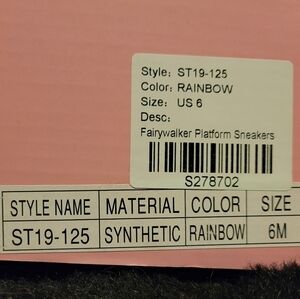 Style: ST19-125
Color: RAINBOW
Size: US 6
Desc:
Fairywalker Platform Sneakers
S278702
STYLE NAME MATERIAL COLOR SIZE
ST19-125 SYNTHETIC RAINBOW 6M